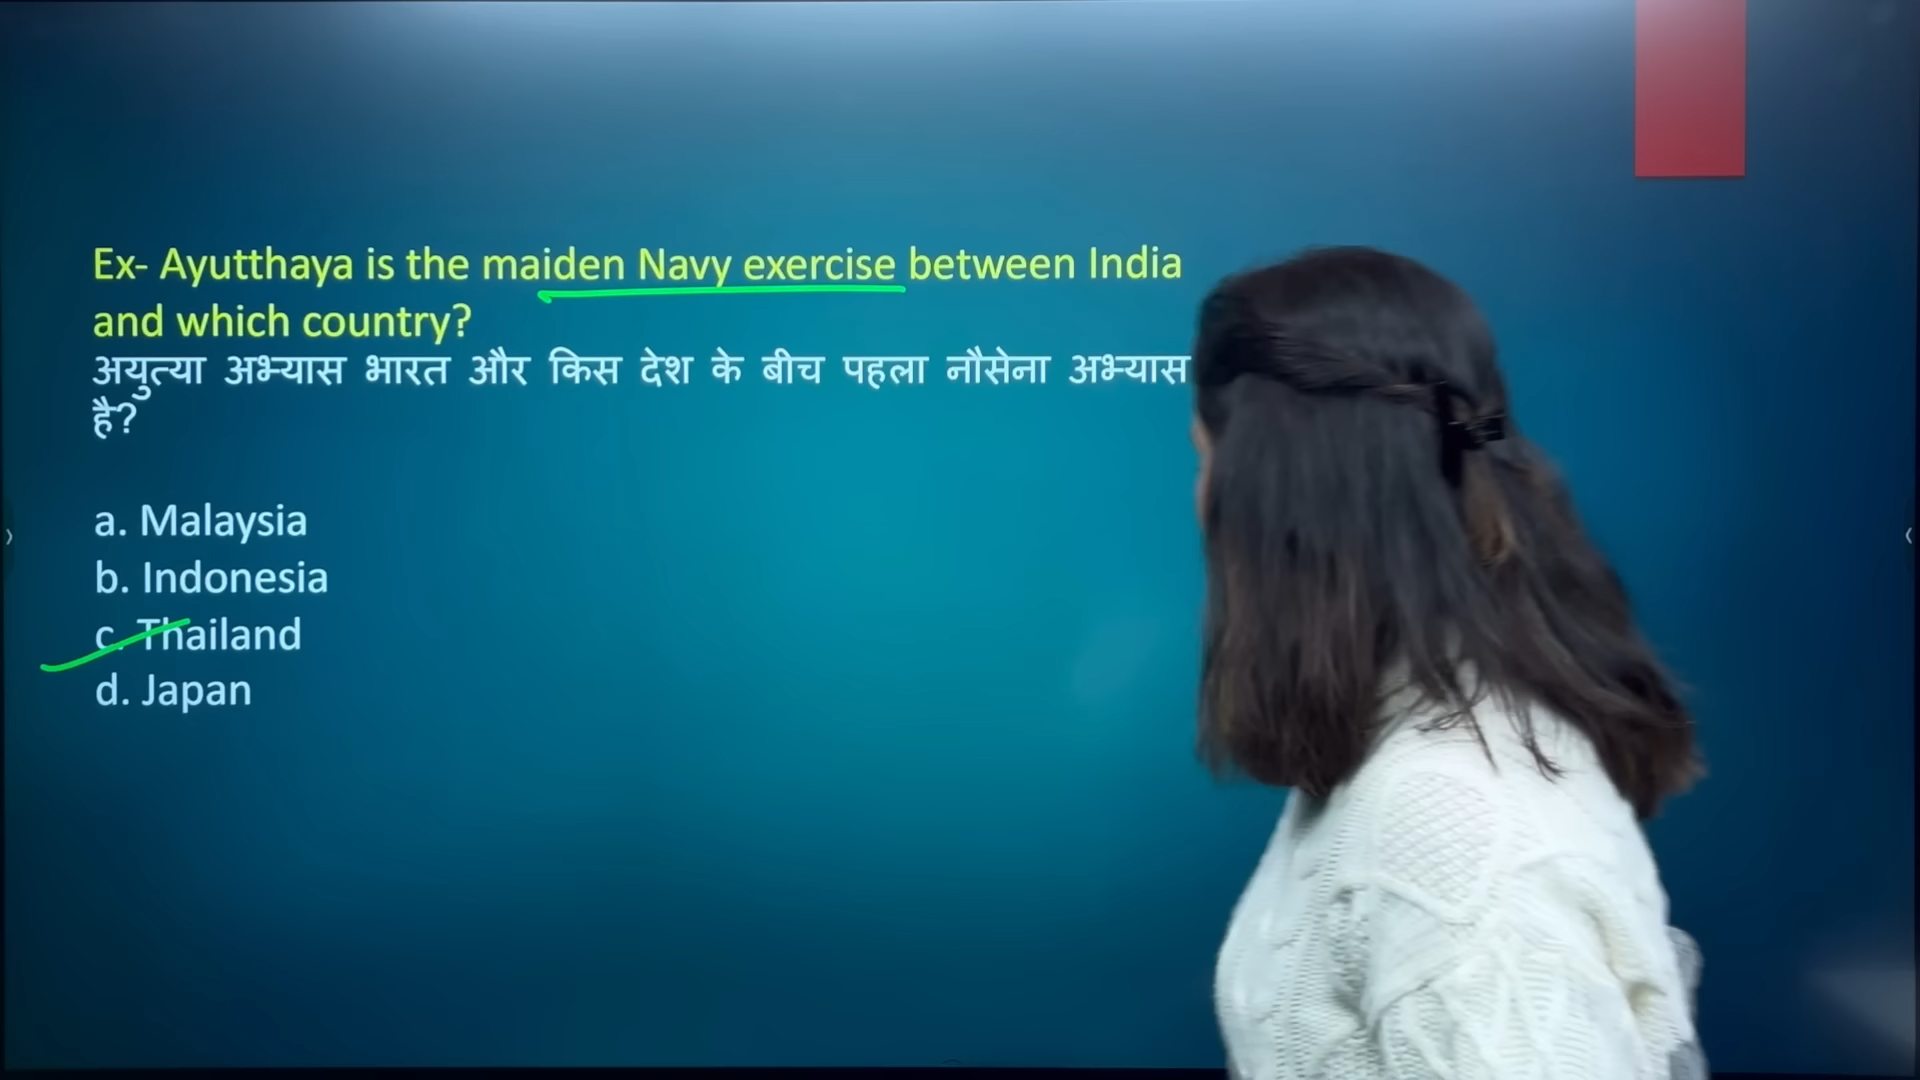 Ex- Ayutthaya is the maiden Navy exercise between India
and which country?
अयुत्या अभ्यास भारत और किस देश के बीच पहला नौसेना अभ्यास
है?
a. Malaysia
b. Indonesia
c. Thailand
d. Japan